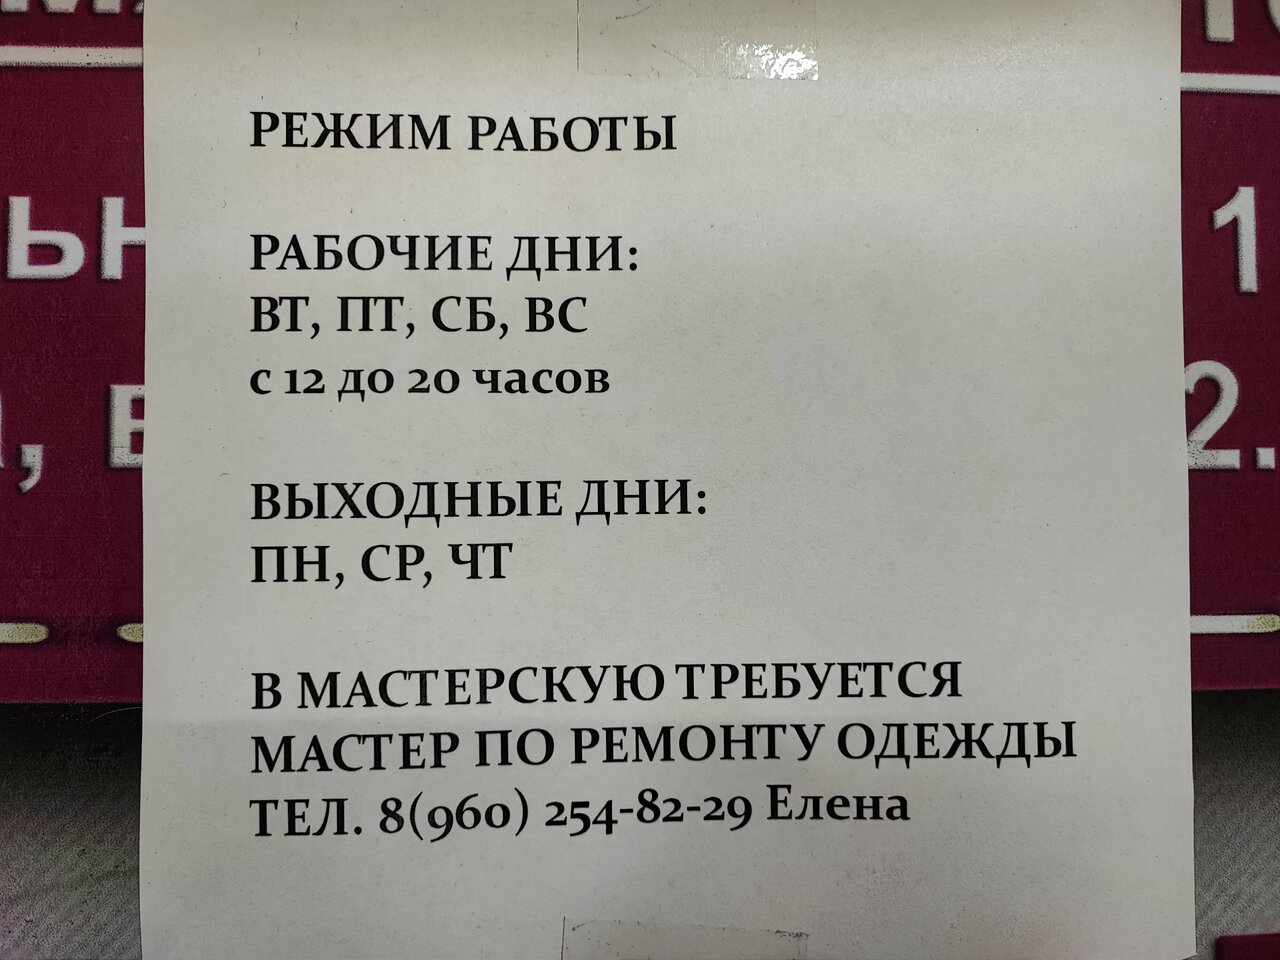 РЕЖИМ РАБОТЫ
РАБОЧИЕ ДНИ:
ВТ, ПТ, СБ, ВС
с 12 до 20 часов
ВЫХОДНЫЕ ДНИ:
ПН, СР, ЧТ
В МАСТЕРСКУЮ ТРЕБУЕТСЯ
МАСТЕР ПО РЕМОНТУ ОДЕЖДЫ
ТЕЛ. 8(960) 254-82-29 Елена